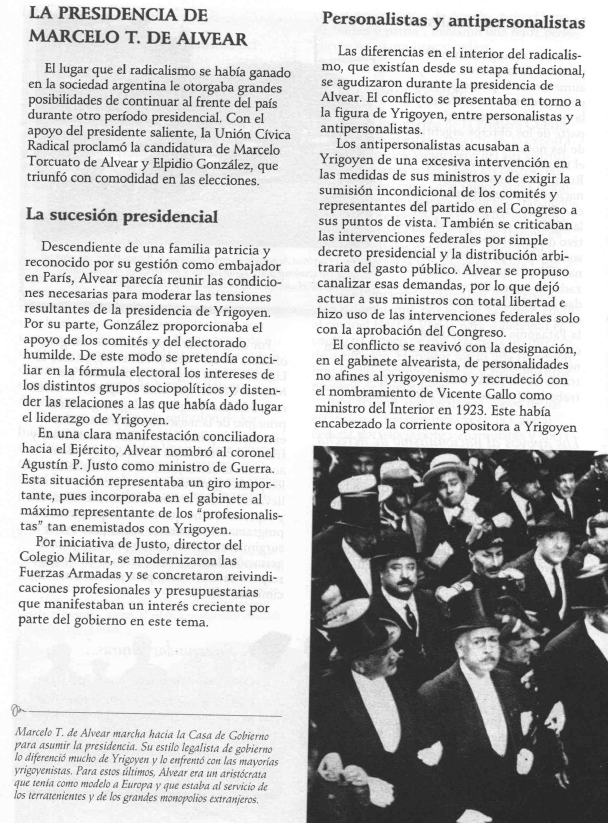 LA PRESIDENCIA DE
MARCELO T. DE ALVEAR
El lugar que el radicalismo se había ganado
en la sociedad argentina le otorgaba grandes
posibilidades de continuar al frente del país
durante otro período presidencial. Con el
apoyo del presidente saliente, la Unión Cívica
Radical proclamó la candidatura de Marcelo
Torcuato de Alvear y Elpidio González, que
triunfó con comodidad en las elecciones.
La sucesión presidencial
Descendiente de una familia patricia y
reconocido por su gestión como embajador
en París, Alvear parecía reunir las condicio-
nes necesarias para moderar las tensiones
resultantes de la presidencia de Yrigoyen.
Por su parte, González proporcionaba el
apoyo de los comités y del electorado
humilde. De este modo se pretendía conci-
liar en la fórmula electoral los intereses de
los distintos grupos sociopolíticos y disten-
der las relaciones a las que había dado lugar
el liderazgo de Yrigoyen.
En una clara manifestación conciliadora
hacia el Ejército, Alvear nombró al coronel
Agustín P. Justo como ministro de Guerra.
Esta situación representaba un giro impor-
tante, pues incorporaba en el gabinete al
máximo representante de los "profesionalis-
tas" tan enemistados con Yrigoyen.
Por iniciativa de Justo, director del
Colegio Militar, se modernizaron las
Fuerzas Armadas y se concretaron reivindi-
caciones profesionales y presupuestarias
que manifestaban un interés creciente por
parte del gobierno en este tema.
Marcelo T. de Alvear marcha hacia la Casa de Gobierno
para asumir la presidencia. Su estilo legalista de gobierno
lo diferenció mucho de Yrigoyen y lo enfrentó con las mayorías
yrigoyenistas. Para estos últimos, Alvear era un aristócrata
que tenía como modelo a Europa y que estaba al servicio de
los terratenientes y de los grandes monopolios extranjeros.
Personalistas y antipersonalistas
Las diferencias en el interior del radicalis-
mo, que existían desde su etapa fundacional,
se agudizaron durante la presidencia de
Alvear. El conflicto se presentaba en torno a
la figura de Yrigoyen, entre personalistas y
antipersonalistas.
Los antipersonalistas acusaban a
Yrigoyen de una excesiva intervención en
las medidas de sus ministros y de exigir la
sumisión incondicional de los comités y
representantes del partido en el Congreso a
sus puntos de vista. También se criticaban
las intervenciones federales por simple
decreto presidencial y la distribución arbi-
traria del gasto público. Alvear se propuso
canalizar esas demandas, por lo que dejó
actuar a sus ministros con total libertad e
hizo uso de las intervenciones federales solo
con la aprobación del Congreso.
El conflicto se reavivó con la designación,
en el gabinete alvearista, de personalidades
no afines al yrigoyenismo y recrudeció con
el nombramiento de Vicente Gallo como
ministro del Interior en 1923. Este había
encabezado la corriente opositora a Yrigoyen